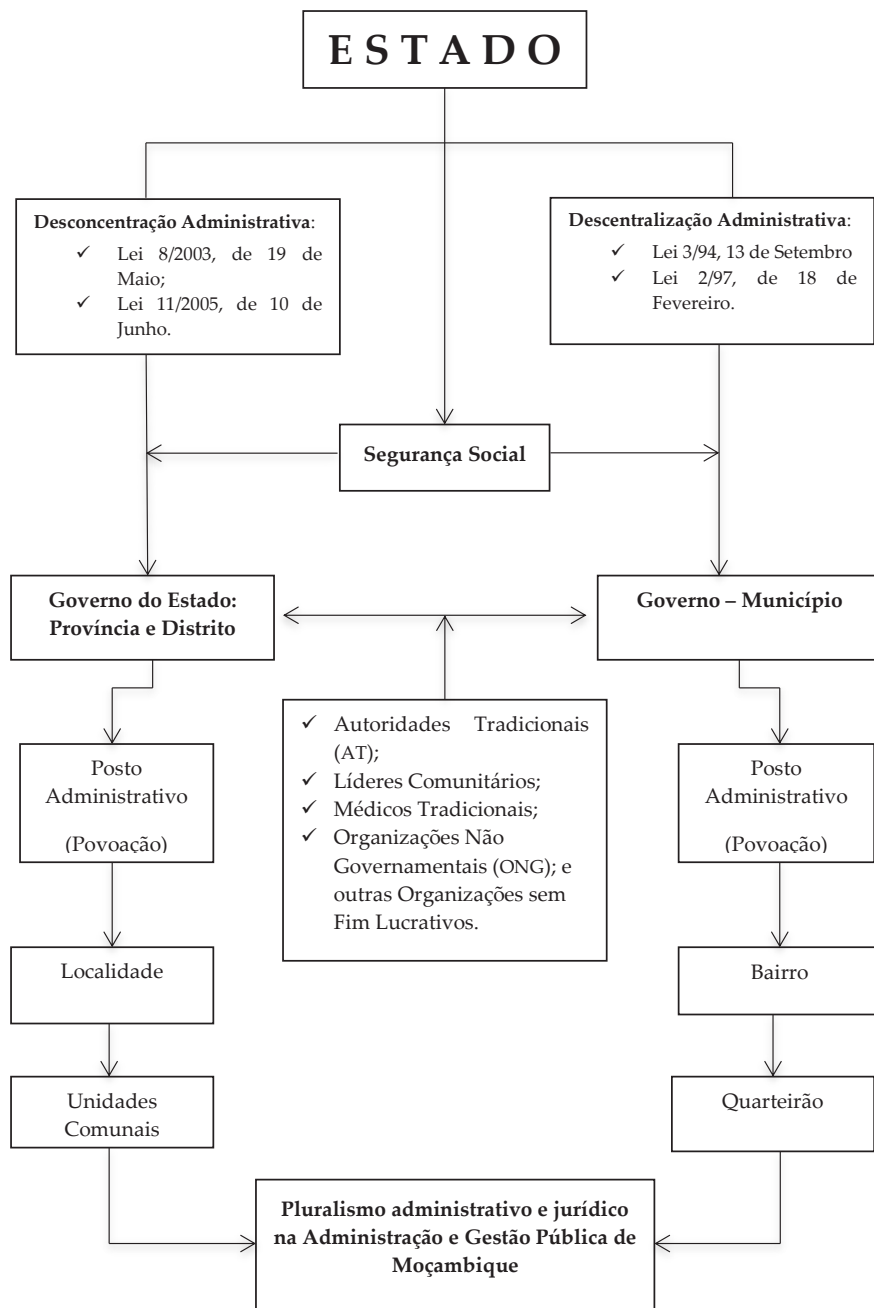 E S T A D O
Desconcentração Administrativa:
✓ Lei 8/2003, de 19 de
Maio;
✓ Lei 11/2005, de 10 de
Junho.
Descentralização Administrativa:
✓ Lei 3/94, 13 de Setembro
✓ Lei 2/97, de 18 de
Fevereiro.
Segurança Social
Governo do Estado:
Província e Distrito
Governo – Município
✓ Autoridades Tradicionais
(AT);
✓ Líderes Comunitários;
✓ Médicos Tradicionais;
✓ Organizações Não
Governamentais (ONG); e
outras Organizações sem
Fim Lucrativos.
Posto
Administrativo
(Povoação)
Posto
Administrativo
(Povoação)
Localidade
Bairro
Unidades
Comunais
Quarteirão
Pluralismo administrativo e jurídico
na Administração e Gestão Pública de
Moçambique